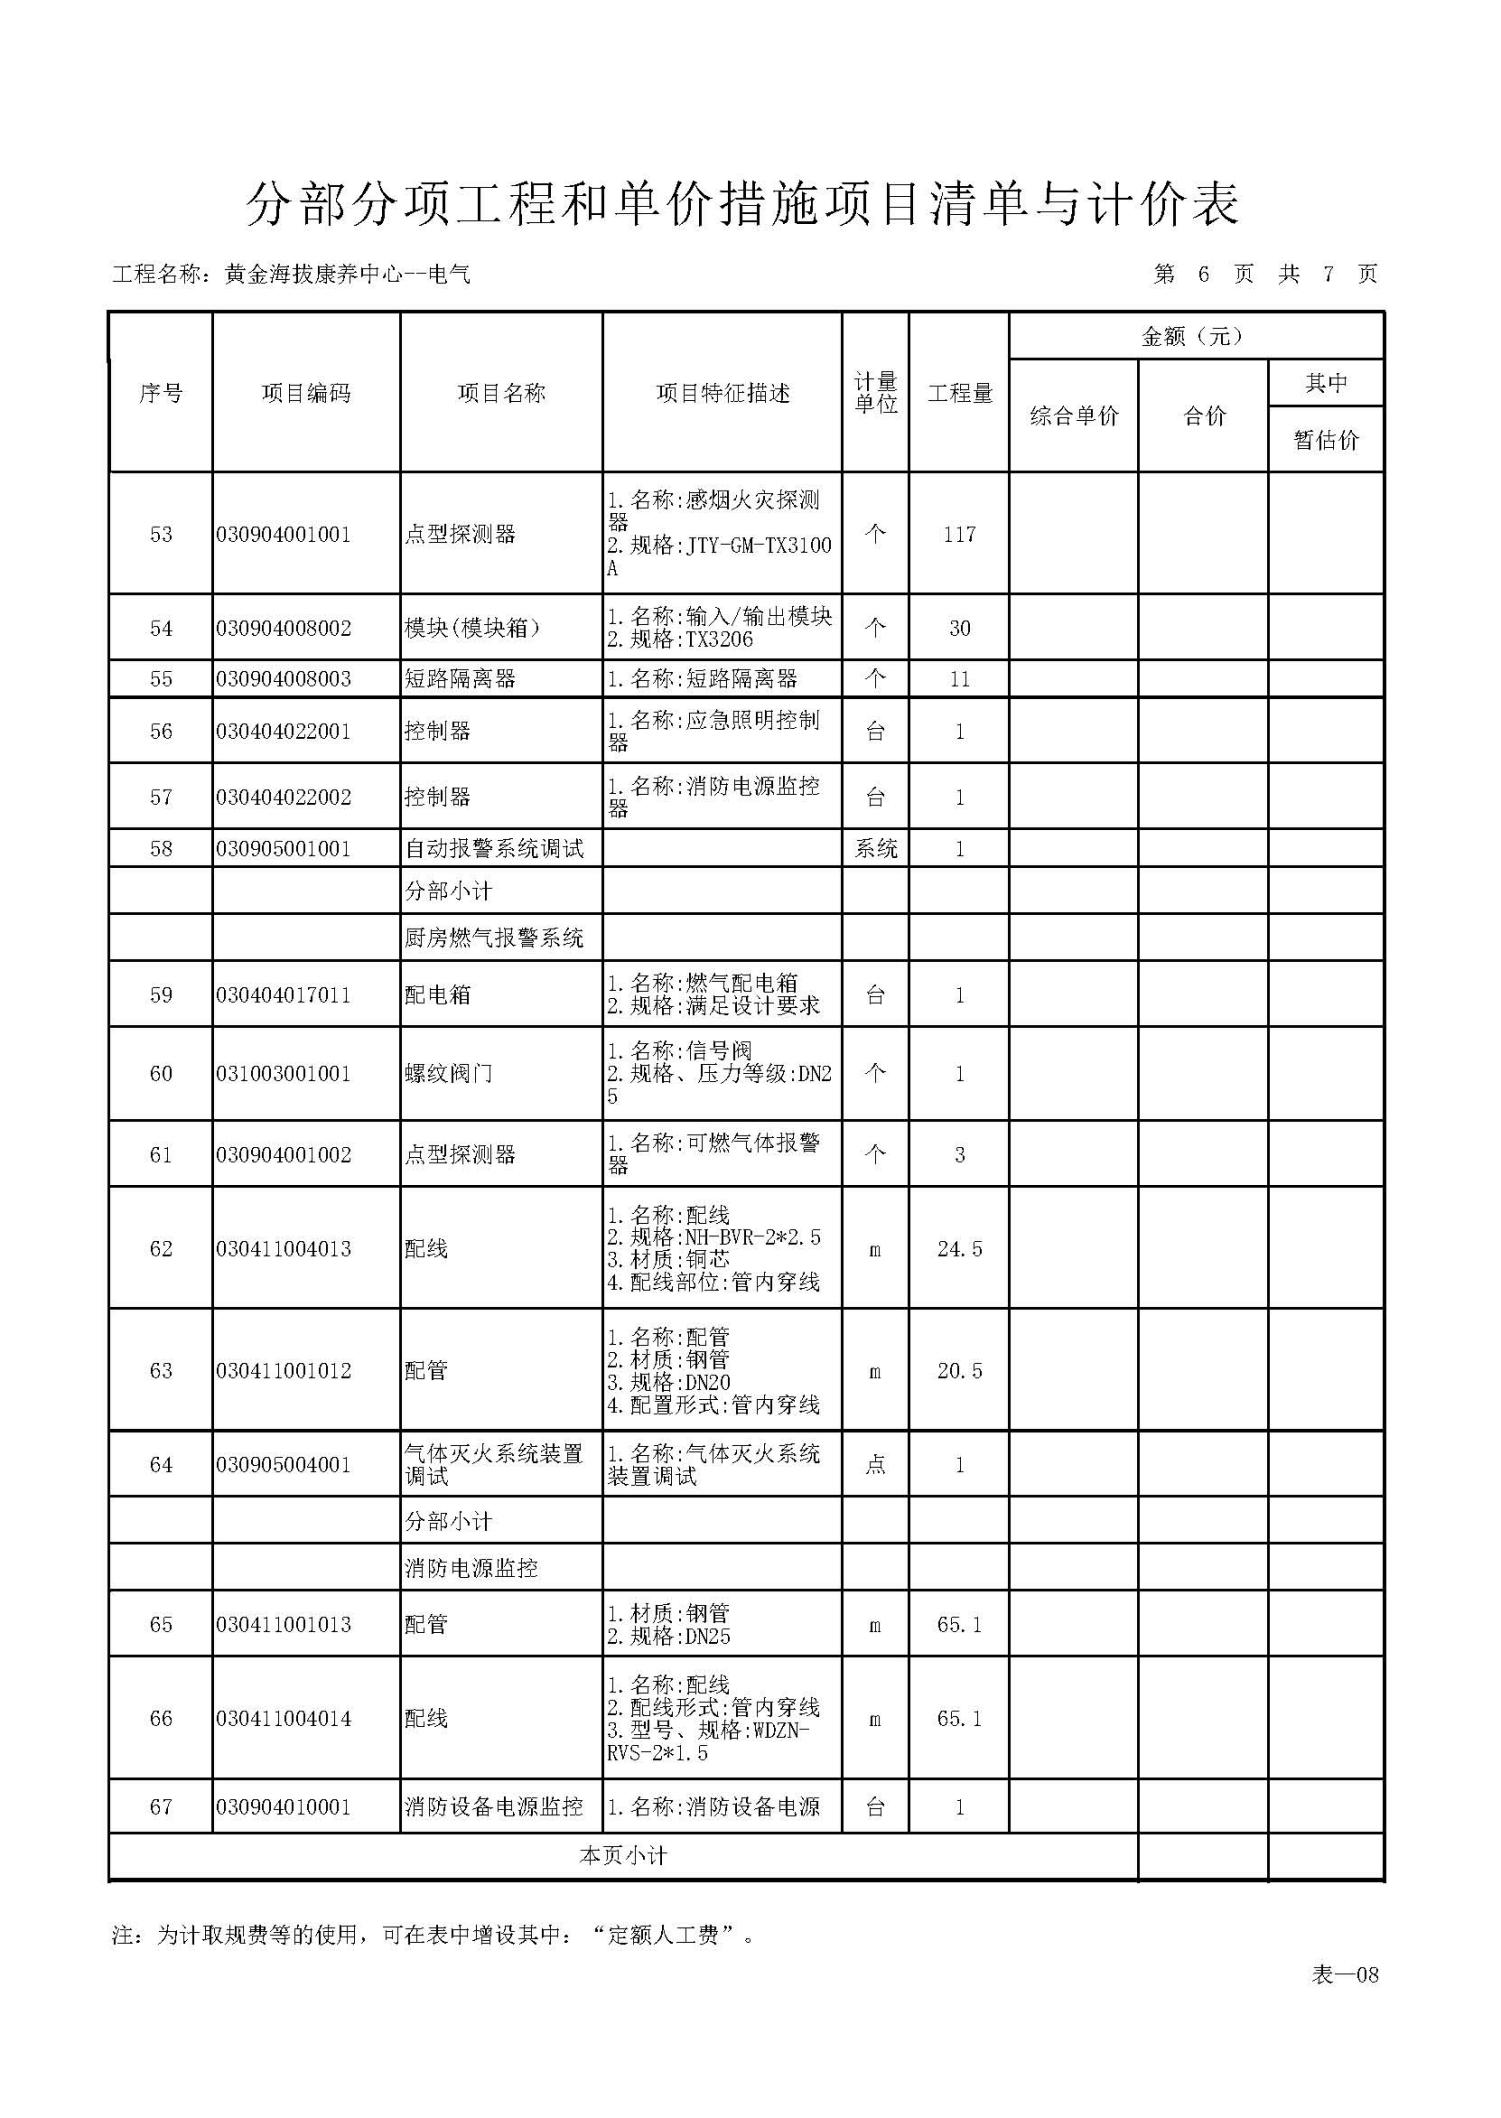 分部分项工程和单价措施项目清单与计价表
工程名称：黄金海拔康养中心--电气 第 6 页 共 7 页
序号 项目编码 项目名称 项目特征描述 计量单位 工程量 金额（元）
综合单价 合价 其中
暂估价
53 030904001001 点型探测器 1.名称:感烟火灾探测器 2.规格:JTY-GM-TX3100A 个 117
54 030904008002 模块(模块箱） 1.名称:输入/输出模块 2.规格:TX3206 个 30
55 030904008003 短路隔离器 1.名称:短路隔离器 个 11
56 030404022001 控制器 1.名称:应急照明控制器 台 1
57 030404022002 控制器 1.名称:消防电源监控器 台 1
58 030905001001 自动报警系统调试 系统 1
分部小计
厨房燃气报警系统
59 030404017011 配电箱 1.名称:燃气配电箱 2.规格:满足设计要求 台 1
60 031003001001 螺纹阀门 1.名称:信号阀 2.规格、压力等级:DN25 个 1
61 030904001002 点型探测器 1.名称:可燃气体报警器 个 3
62 030411004013 配线 1.名称:配线 2.规格:NH-BVR-2*2.5 3.材质:铜芯 4.配线部位:管内穿线 m 24.5
63 030411001012 配管 1.名称:配管 2.材质:钢管 3.规格:DN20 4.配置形式:管内穿线 m 20.5
64 030905004001 气体灭火系统装置调试 1.名称:气体灭火系统装置调试 点 1
分部小计
消防电源监控
65 030411001013 配管 1.材质:钢管 2.规格:DN25 m 65.1
66 030411004014 配线 1.名称:配线 2.配线形式:管内穿线 3.型号、规格:WDZN-RVS-2*1.5 m 65.1
67 030904010001 消防设备电源监控 1.名称:消防设备电源 台 1
本页小计
注：为计取规费等的使用，可在表中增设其中：“定额人工费”。
表—08